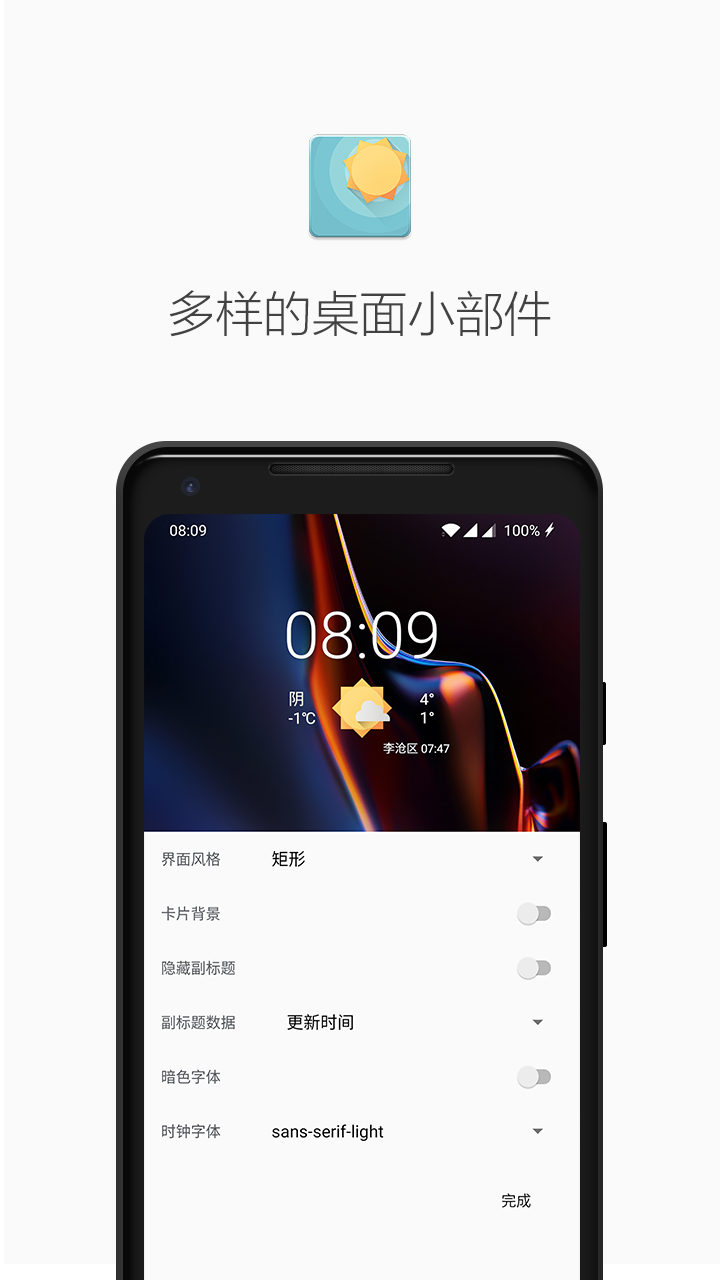 多样的桌面小部件
08:09 100%
08:09
阴 4°
-1℃ 1°
李沧区 07:47
界面风格 矩形
卡片背景
隐藏副标题
副标题数据 更新时间
暗色字体
时钟字体 sans-serif-light
完成